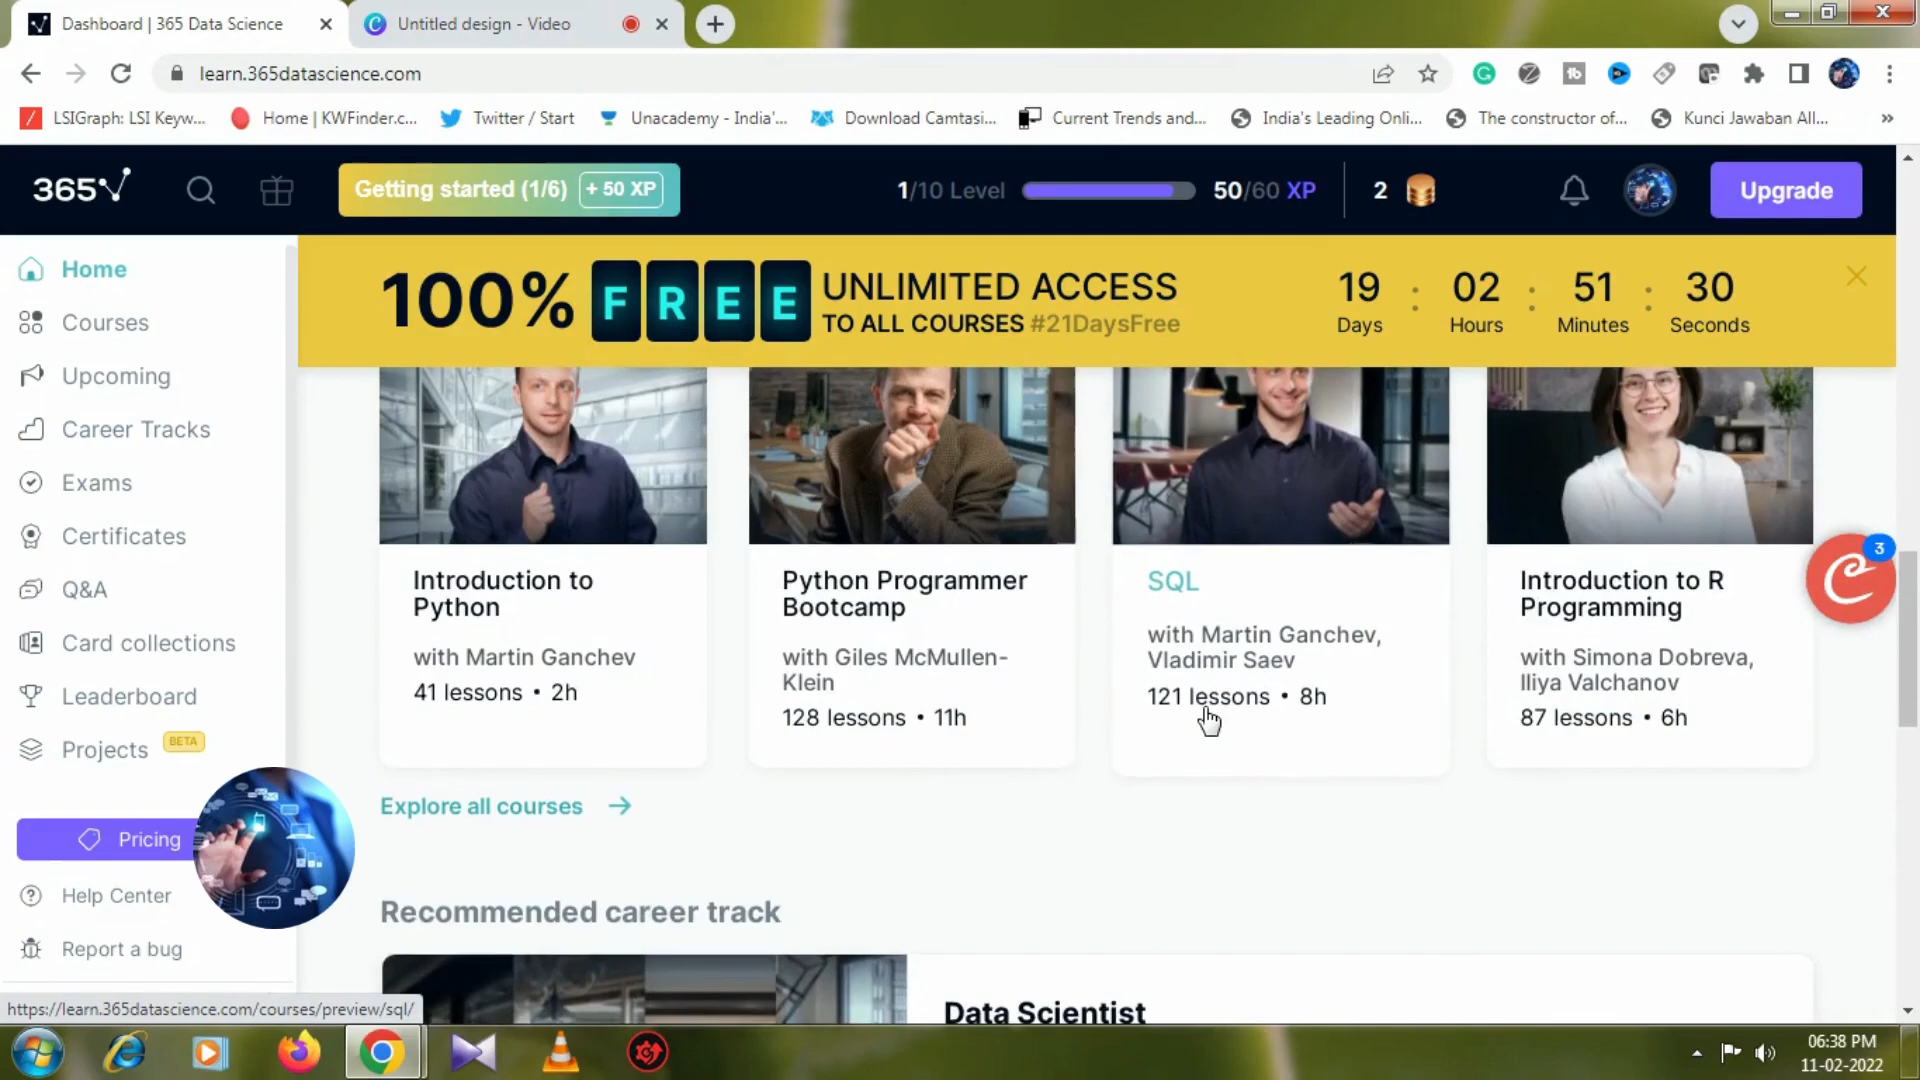 Dashboard | 365 Data Science
Untitled design - Video
learn.365datascience.com
LSIGraph: LSI Keyw...
Home | KWFinder.c...
Twitter / Start
Unacademy - India'...
Download Camtasi...
Current Trends and...
India's Leading Onli...
The constructor of...
Kunci Jawaban All...
»
365
Getting started (1/6) + 50 XP
1/10 Level
50/60 XP
2
Upgrade
100% FREE UNLIMITED ACCESS
TO ALL COURSES #21DaysFree
19 : 02 : 51 : 30
Days Hours Minutes Seconds
Home
Courses
Upcoming
Career Tracks
Exams
Certificates
Q&A
Card collections
Leaderboard
Projects BETA
Pricing
Help Center
Report a bug
Introduction to
Python
with Martin Ganchev
41 lessons • 2h
Python Programmer
Bootcamp
with Giles McMullen-
Klein
128 lessons • 11h
SQL
with Martin Ganchev,
Vladimir Saev
121 lessons • 8h
Introduction to R
Programming
with Simona Dobreva,
Iliya Valchanov
87 lessons • 6h
3
Explore all courses
Recommended career track
Data Scientist
https://learn.365datascience.com/courses/preview/sql/
06:38 PM
11-02-2022